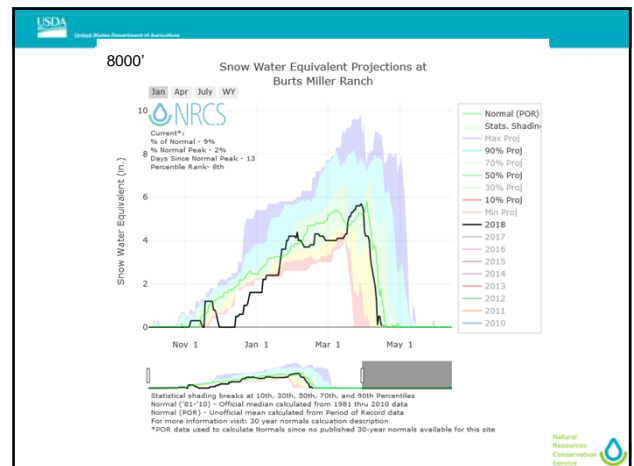 USDA
United States Department of Agriculture
8000'
Snow Water Equivalent Projections at
Burts Miller Ranch
Jan Apr July WY
NRCS
Current*:
% of Normal - 9%
% Normal Peak - 2%
Days Since Normal Peak - 13
Percentile Rank- 8th
Snow Water Equivalent (in.)
10
8
6
4
2
0
Nov 1 Jan 1 Mar 1 May 1
Normal (POR)
Stats. Shading
Max Proj
90% Proj
70% Proj
50% Proj
30% Proj
10% Proj
Min Proj
2018
2017
2016
2015
2014
2013
2012
2011
2010
Statistical shading breaks at 10th, 30th, 50th, 70th, and 90th Percentiles
Normal ('81-'10) - Official median calculated from 1981 thru 2010 data
Normal (POR) - Unofficial mean calculated from Period of Record data
For more information visit: 30 year normals calcuation description
*POR data used to calculate Normals since no published 30-year normals available for this site
Natural
Resources
Conservation
Service